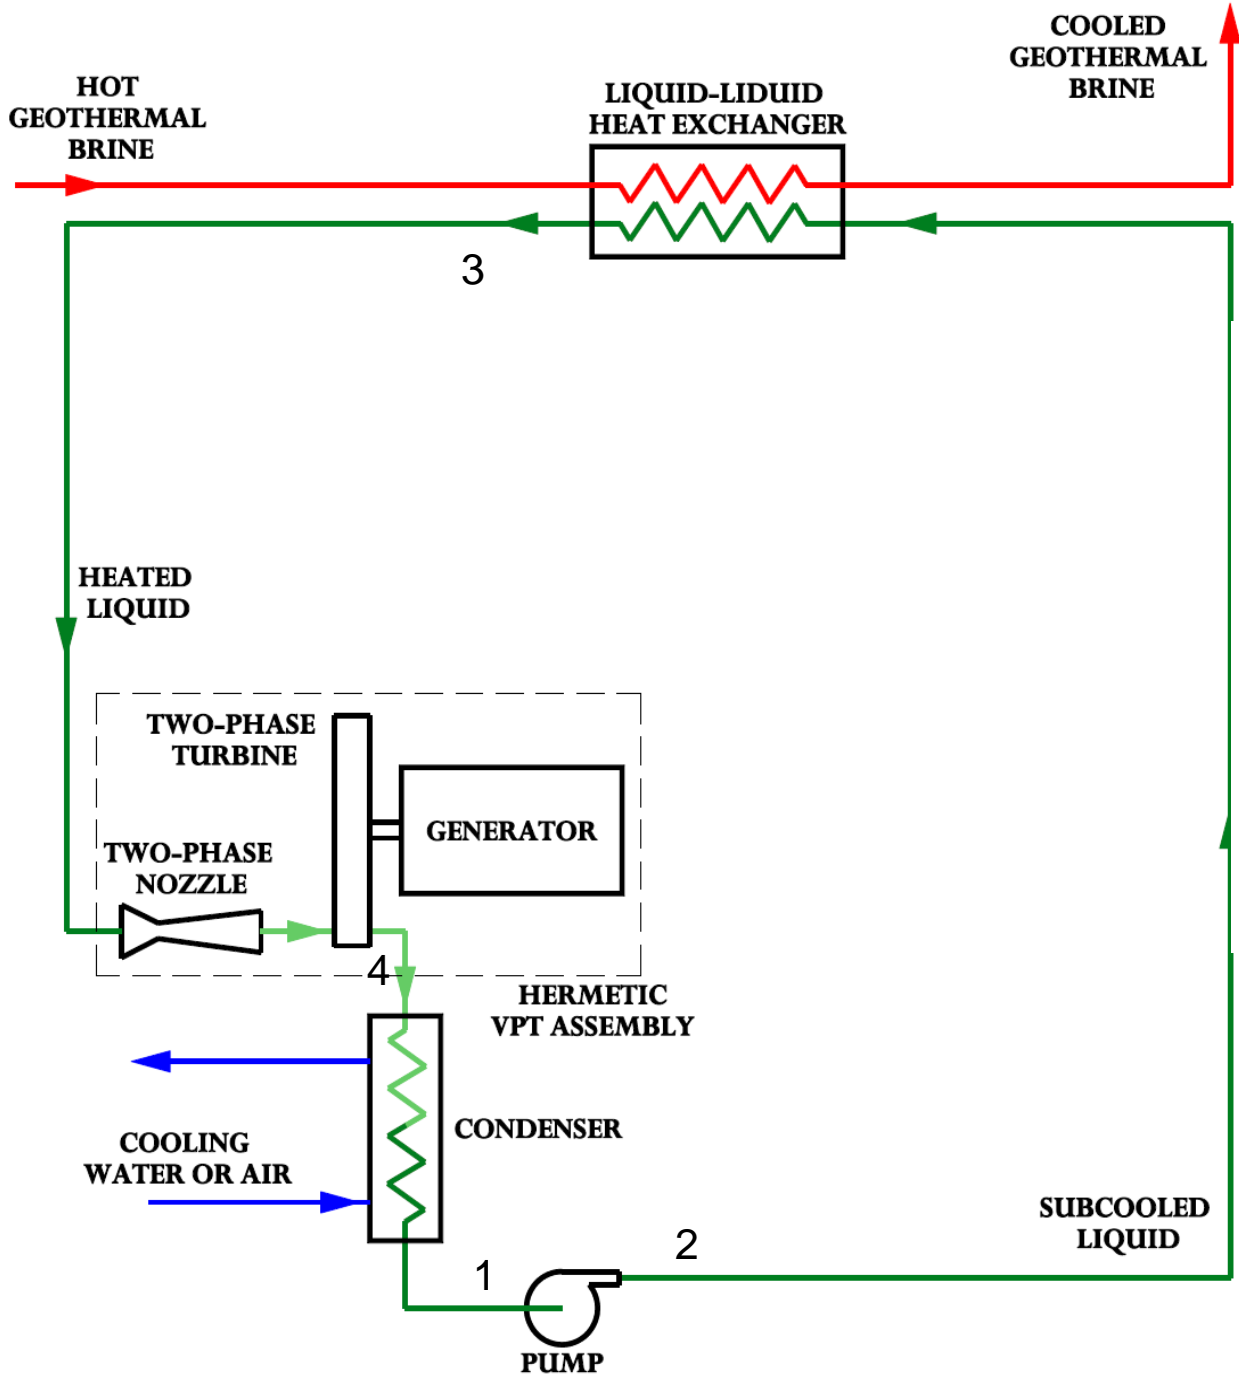 COOLED
GEOTHERMAL
BRINE
HOT
GEOTHERMAL
BRINE
LIQUID-LIDUID
HEAT EXCHANGER
3
HEATED
LIQUID
TWO-PHASE
TURBINE
GENERATOR
TWO-PHASE
NOZZLE
4
HERMETIC
VPT ASSEMBLY
CONDENSER
COOLING
WATER OR AIR
SUBCOOLED
LIQUID
1
2
PUMP